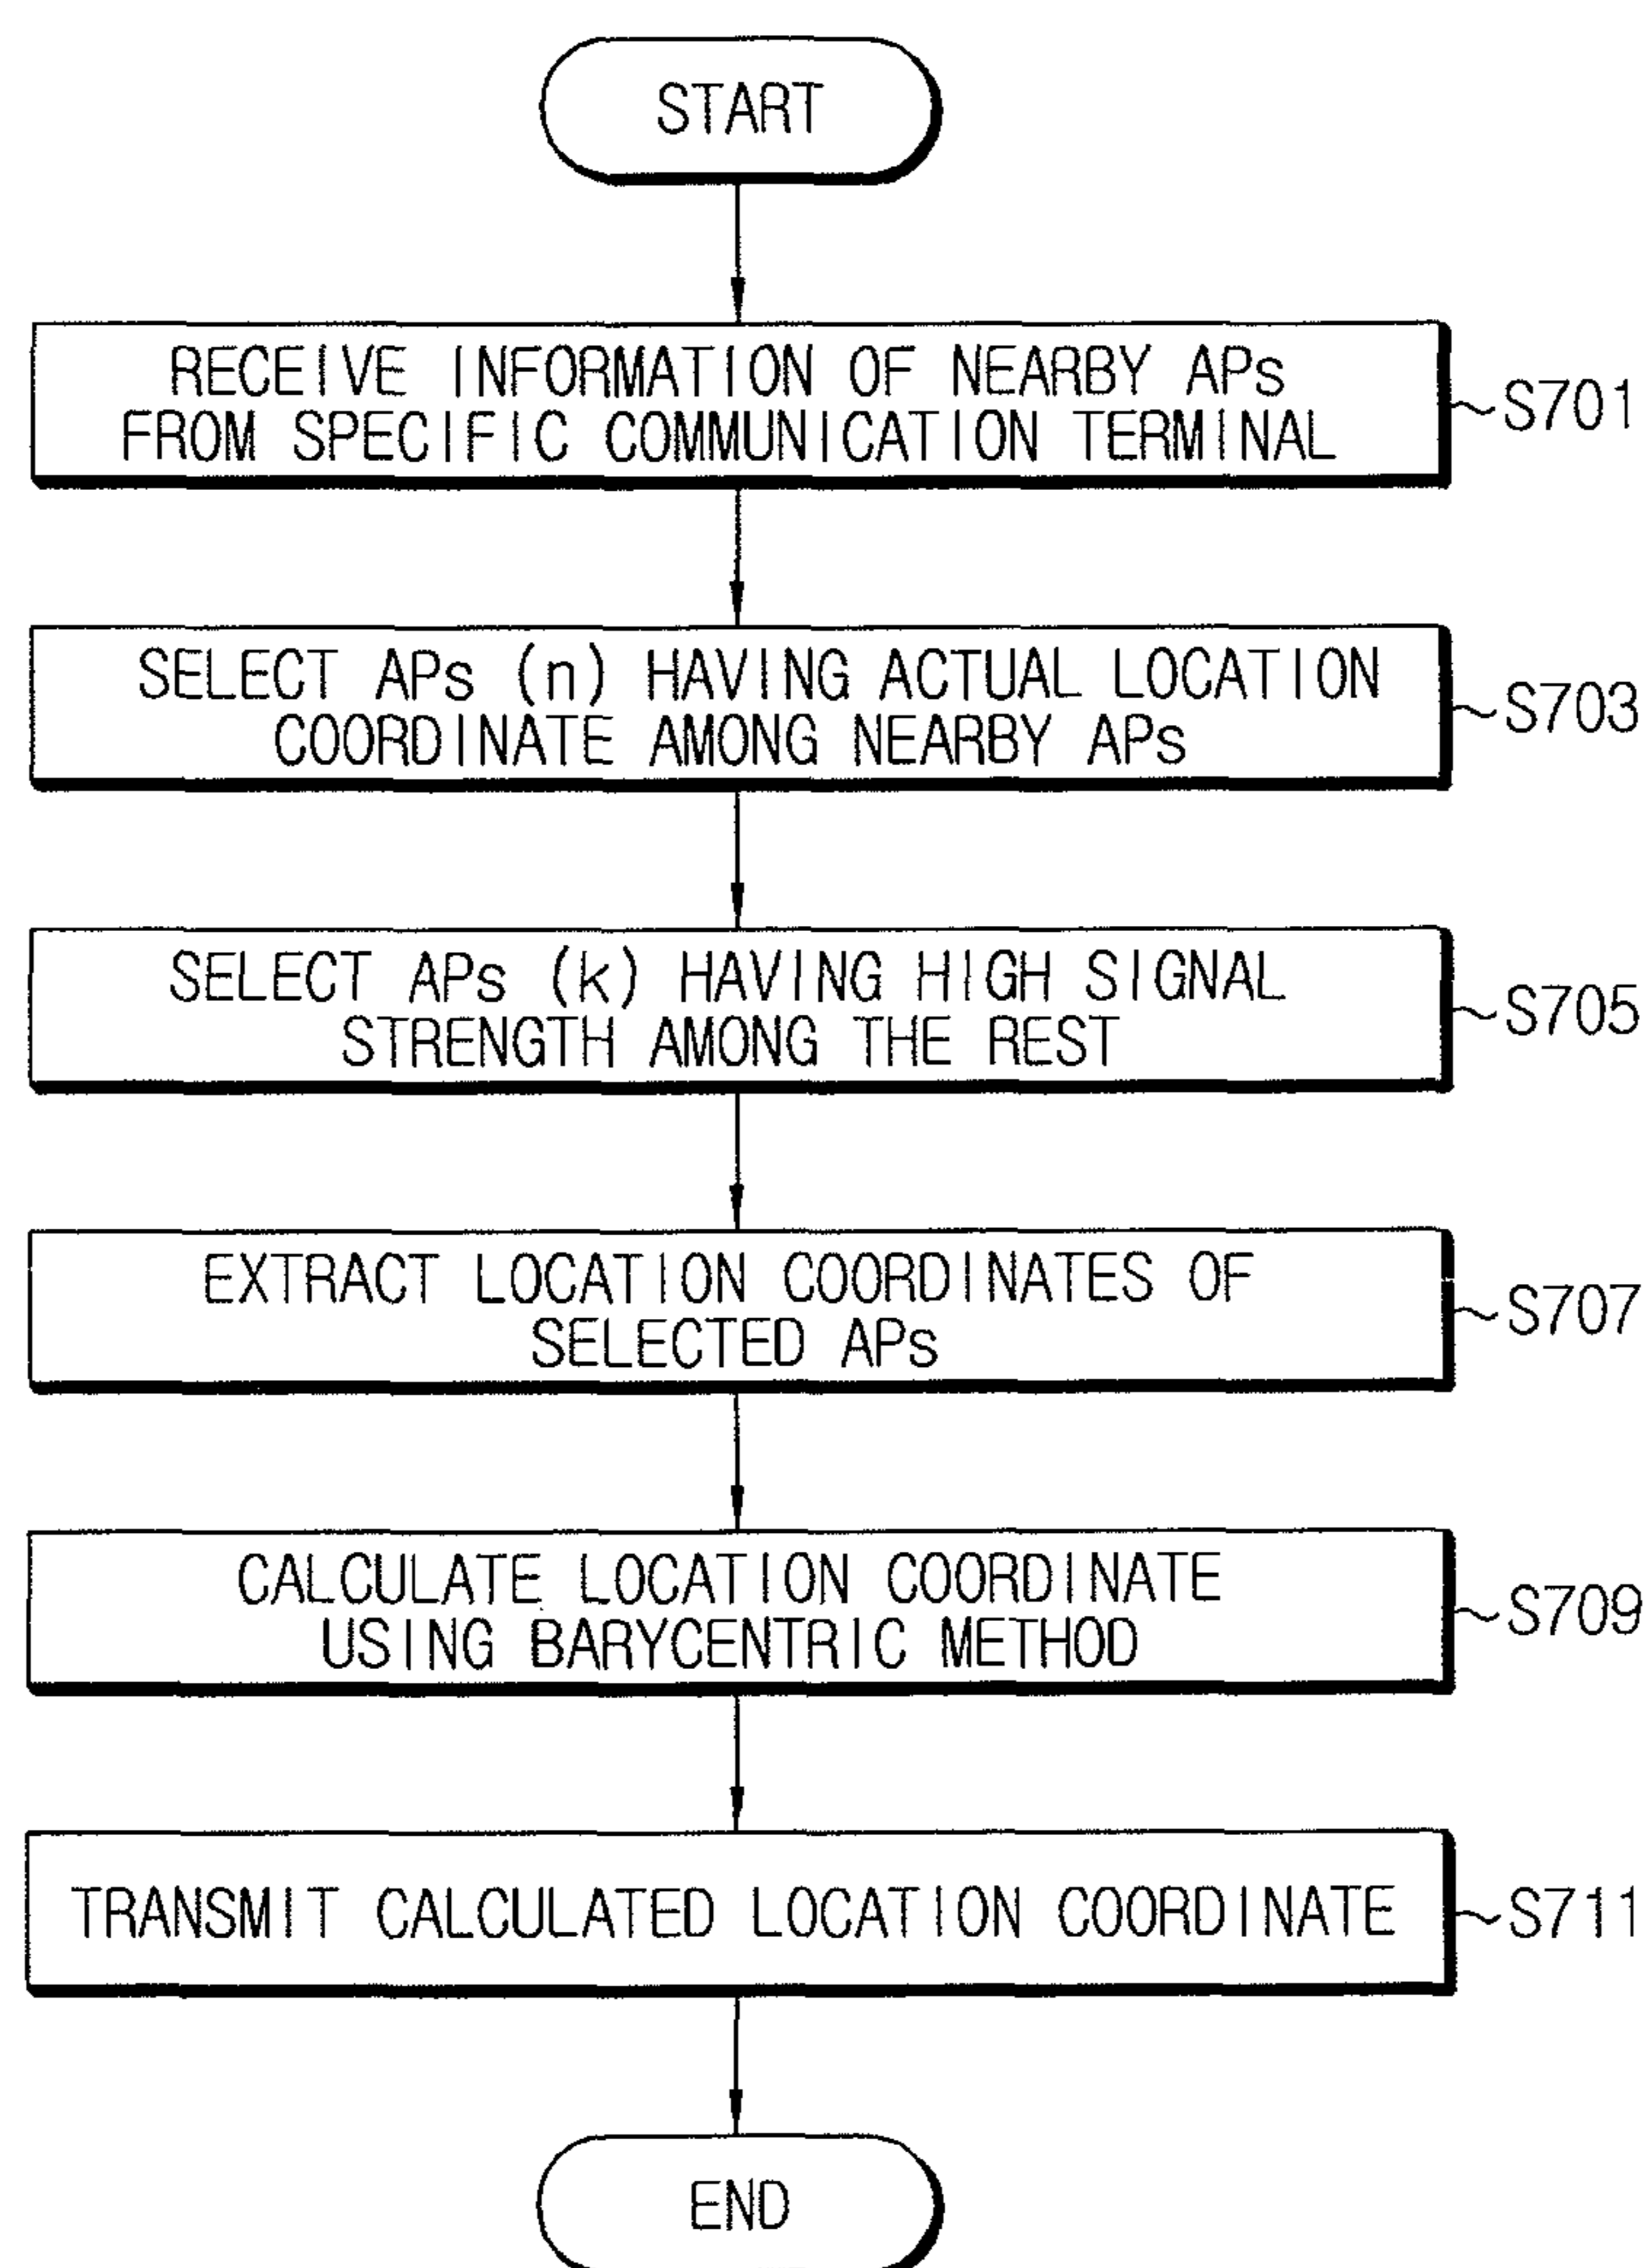 START
RECEIVE INFORMATION OF NEARBY APs
FROM SPECIFIC COMMUNICATION TERMINAL
S701
SELECT APs (n) HAVING ACTUAL LOCATION
COORDINATE AMONG NEARBY APs
S703
SELECT APs (k) HAVING HIGH SIGNAL
STRENGTH AMONG THE REST
S705
EXTRACT LOCATION COORDINATES OF
SELECTED APs
S707
CALCULATE LOCATION COORDINATE
USING BARYCENTRIC METHOD
S709
TRANSMIT CALCULATED LOCATION COORDINATE
S711
END